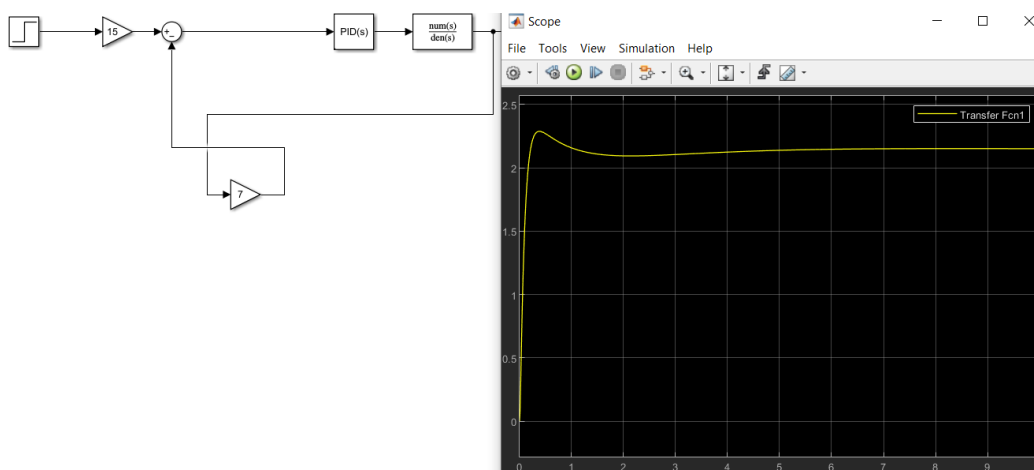 Scope
File Tools View Simulation Help
15
+
−
PID(s)
num(s)
den(s)
7
Transfer Fcn1
2.5
2
1.5
1
0.5
0
0 1 2 3 4 5 6 7 8 9